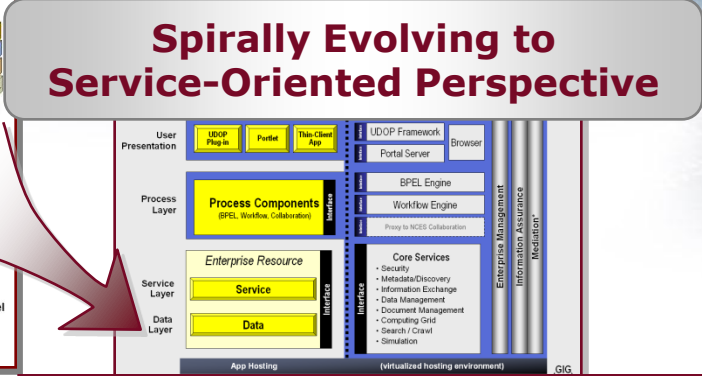 Spirally Evolving to
Service-Oriented Perspective
User
Presentation
UDOP
Plug-in
Portlet
Thin-Client
App
UDOP Framework
Portal Server
Browser
Process
Layer
Process Components
(BPEL, Workflow, Collaboration)
Interface
BPEL Engine
Workflow Engine
Proxy to NCES Collaboration
Enterprise Resource
Service
Layer
Service
Data
Layer
Data
Interface
Interface
Core Services
• Security
• Metadata/Discovery
• Information Exchange
• Data Management
• Document Management
• Computing Grid
• Search / Crawl
• Simulation
Enterprise Management
Information Assurance
Mediation*
App Hosting
(virtualized hosting environment)
GIG
el